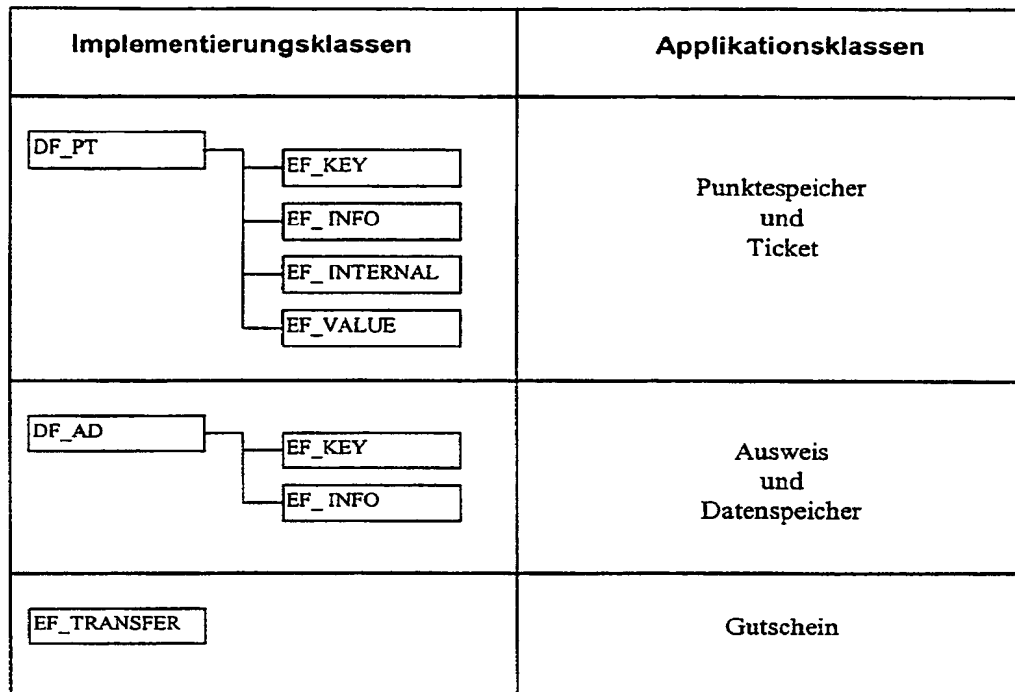 Implementierungsklassen
Applikationsklassen
DF_PT
EF_KEY
EF_ INFO
EF_ INTERNAL
EF_VALUE
Punktespeicher
und
Ticket
DF_AD
EF_KEY
EF_ INFO
Ausweis
und
Datenspeicher
EF_TRANSFER
Gutschein